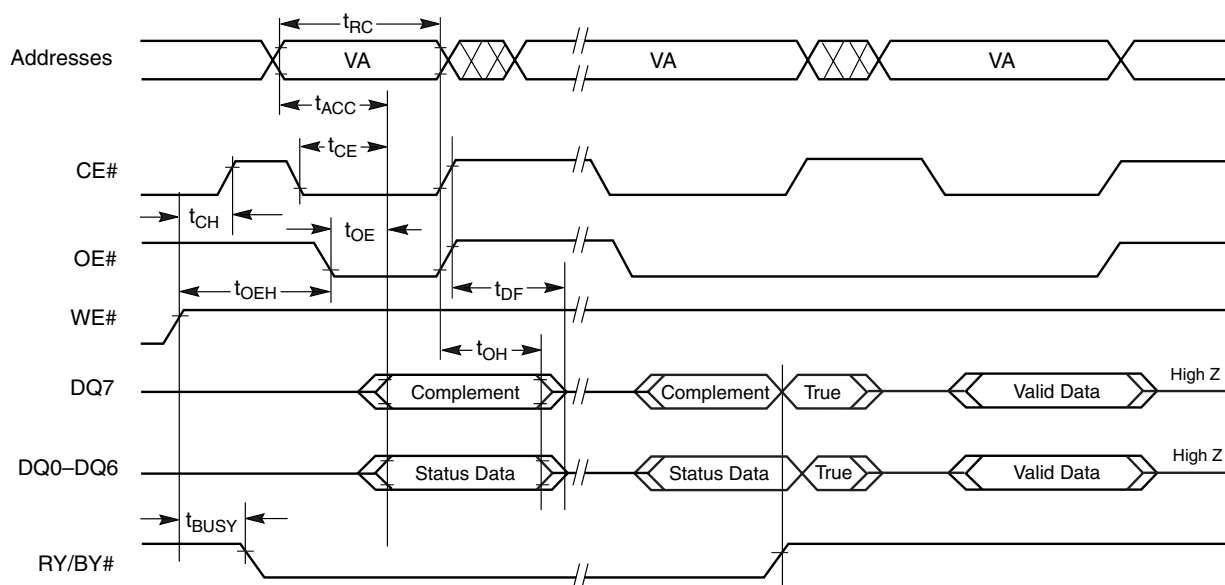 tRC
Addresses VA VA VA
tACC
tCE
CE#
tCH tOE
OE#
tOEH tDF
WE#
tOH
DQ7 Complement Complement True Valid Data High Z
DQ0–DQ6 Status Data Status Data True Valid Data High Z
tBUSY
RY/BY#